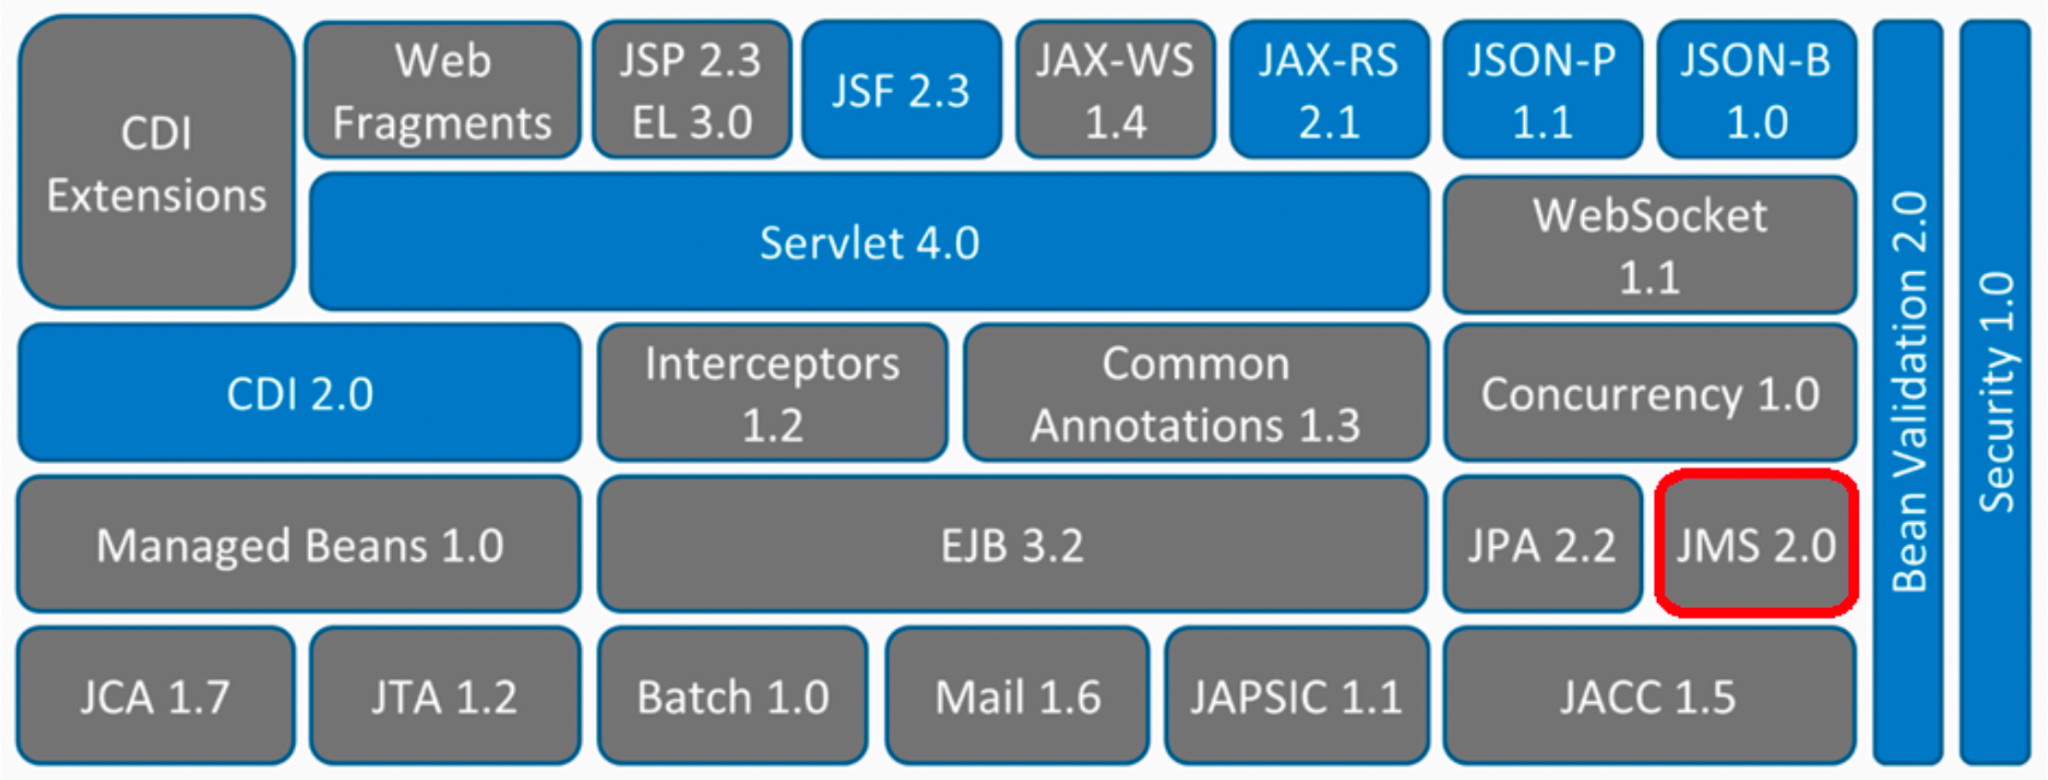 CDI
Extensions
Web
Fragments
JSP 2.3
EL 3.0
JSF 2.3
JAX-WS
1.4
JAX-RS
2.1
JSON-P
1.1
JSON-B
1.0
Servlet 4.0
WebSocket
1.1
CDI 2.0
Interceptors
1.2
Common
Annotations 1.3
Concurrency 1.0
Managed Beans 1.0
EJB 3.2
JPA 2.2
JMS 2.0
JCA 1.7
JTA 1.2
Batch 1.0
Mail 1.6
JAPSIC 1.1
JACC 1.5
Bean Validation 2.0
Security 1.0